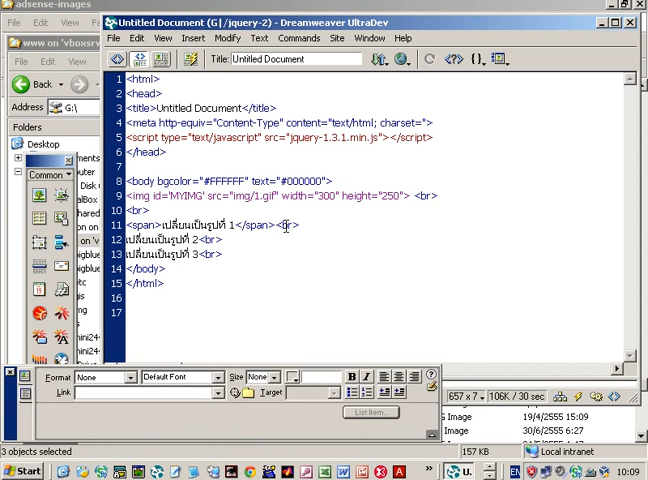 adsense-images
File
www on 'vboxsrv
File
Edit
Back
Address
G:\
Folders
Desktop
Common
Untitled Document (G|/jquery-2) - Dreamweaver UltraDev
File Edit View Insert Modify Text Commands Site Window Help
Title: Untitled Document
1 <html>
2 <head>
3 <title>Untitled Document</title>
4 <meta http-equiv="Content-Type" content="text/html; charset=">
5 <script type="text/javascript" src="jquery-1.3.1.min.js"></script>
6 </head>
7
8 <body bgcolor="#FFFFFF" text="#000000">
9 <img id='MYIMG' src="img/1.gif" width="300" height="250"> <br>
10 <br>
11 <span>เปลี่ยนเป็นรูปที่ 1</span><br>
12 เปลี่ยนเป็นรูปที่ 2<br>
13 เปลี่ยนเป็นรูปที่ 3<br>
14 </body>
15 </html>
16
17
Format None Default Font Size None B I
Link Target
List Item...
657 x 7 106K / 30 sec
Image 19/4/2555 15:09
Image 30/6/2555 6:27
3 objects selected
157 KB
Local intranet
Start
U.
EN
10:09